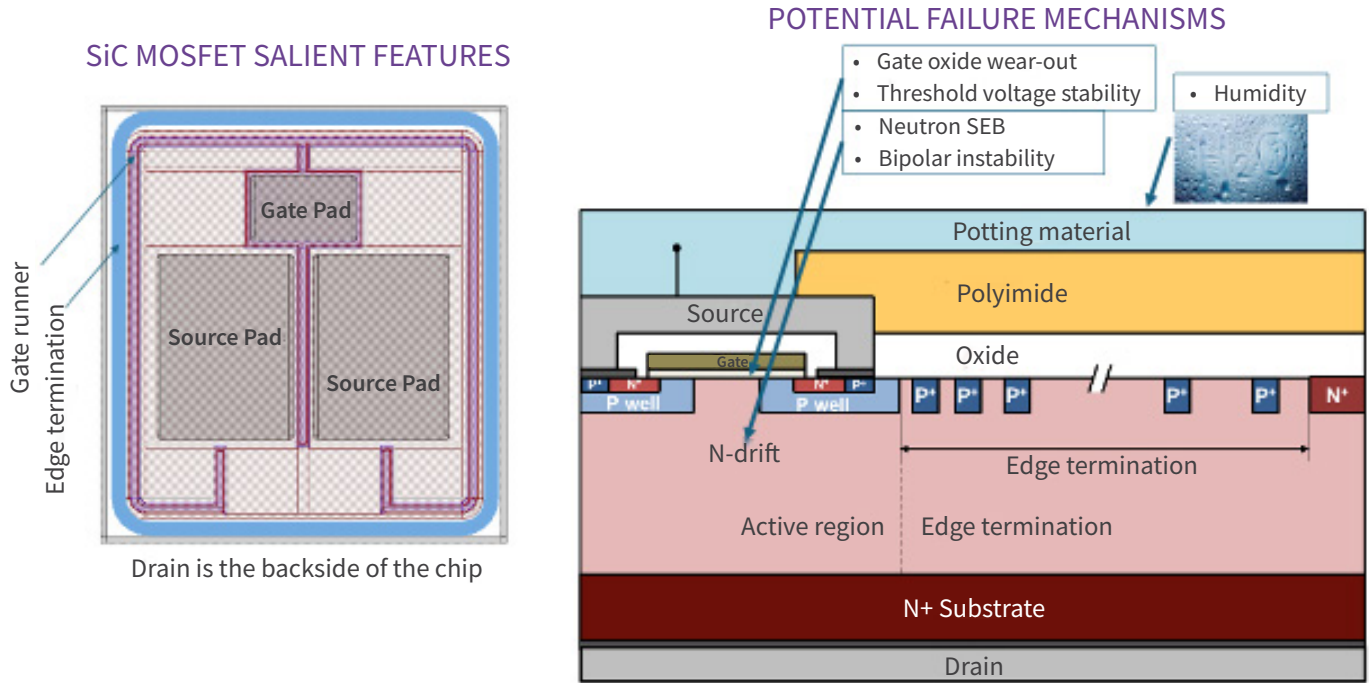 SiC MOSFET SALIENT FEATURES
Gate runner
Edge termination
Gate Pad
Source Pad
Source Pad
Drain is the backside of the chip
POTENTIAL FAILURE MECHANISMS
• Gate oxide wear-out
• Threshold voltage stability
• Neutron SEB
• Bipolar instability
• Humidity
H2O
Potting material
Polyimide
Source
Oxide
Gate
P+ N+ N+ P+ P+ P+ P+ P+ P+ N+
P well P well
N-drift
Edge termination
Active region Edge termination
N+ Substrate
Drain